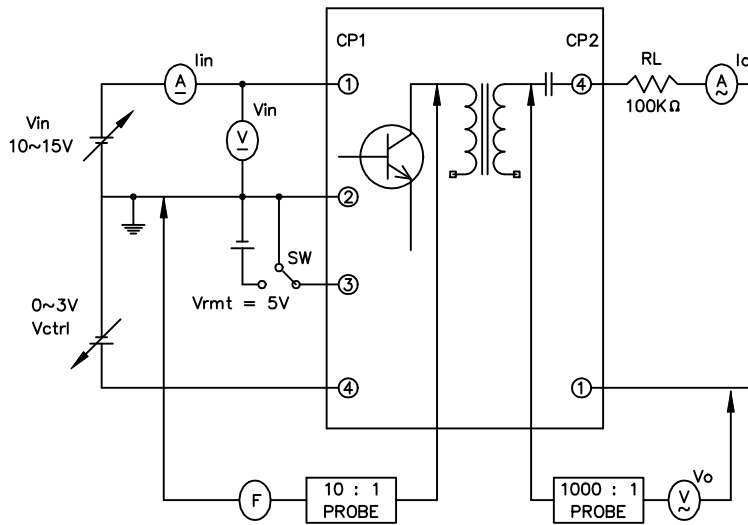 CP1
CP2
Iin
RL
A
1
4
A
~
100KΩ
Vin
10~15V
Vin
V
2
SW
3
Vrmt = 5V
0~3V
Vctrl
4
1
F
10 : 1
PROBE
1000 : 1
PROBE
V
~
Vo